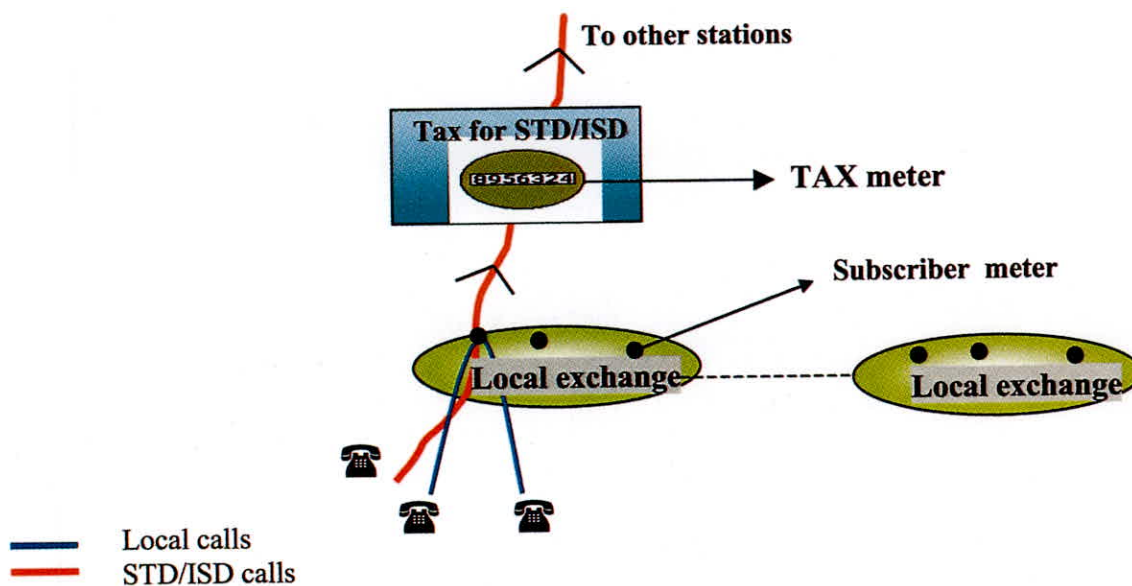 To other stations
Tax for STD/ISD
8956324
TAX meter
Subscriber meter
Local exchange
Local exchange
Local calls
STD/ISD calls